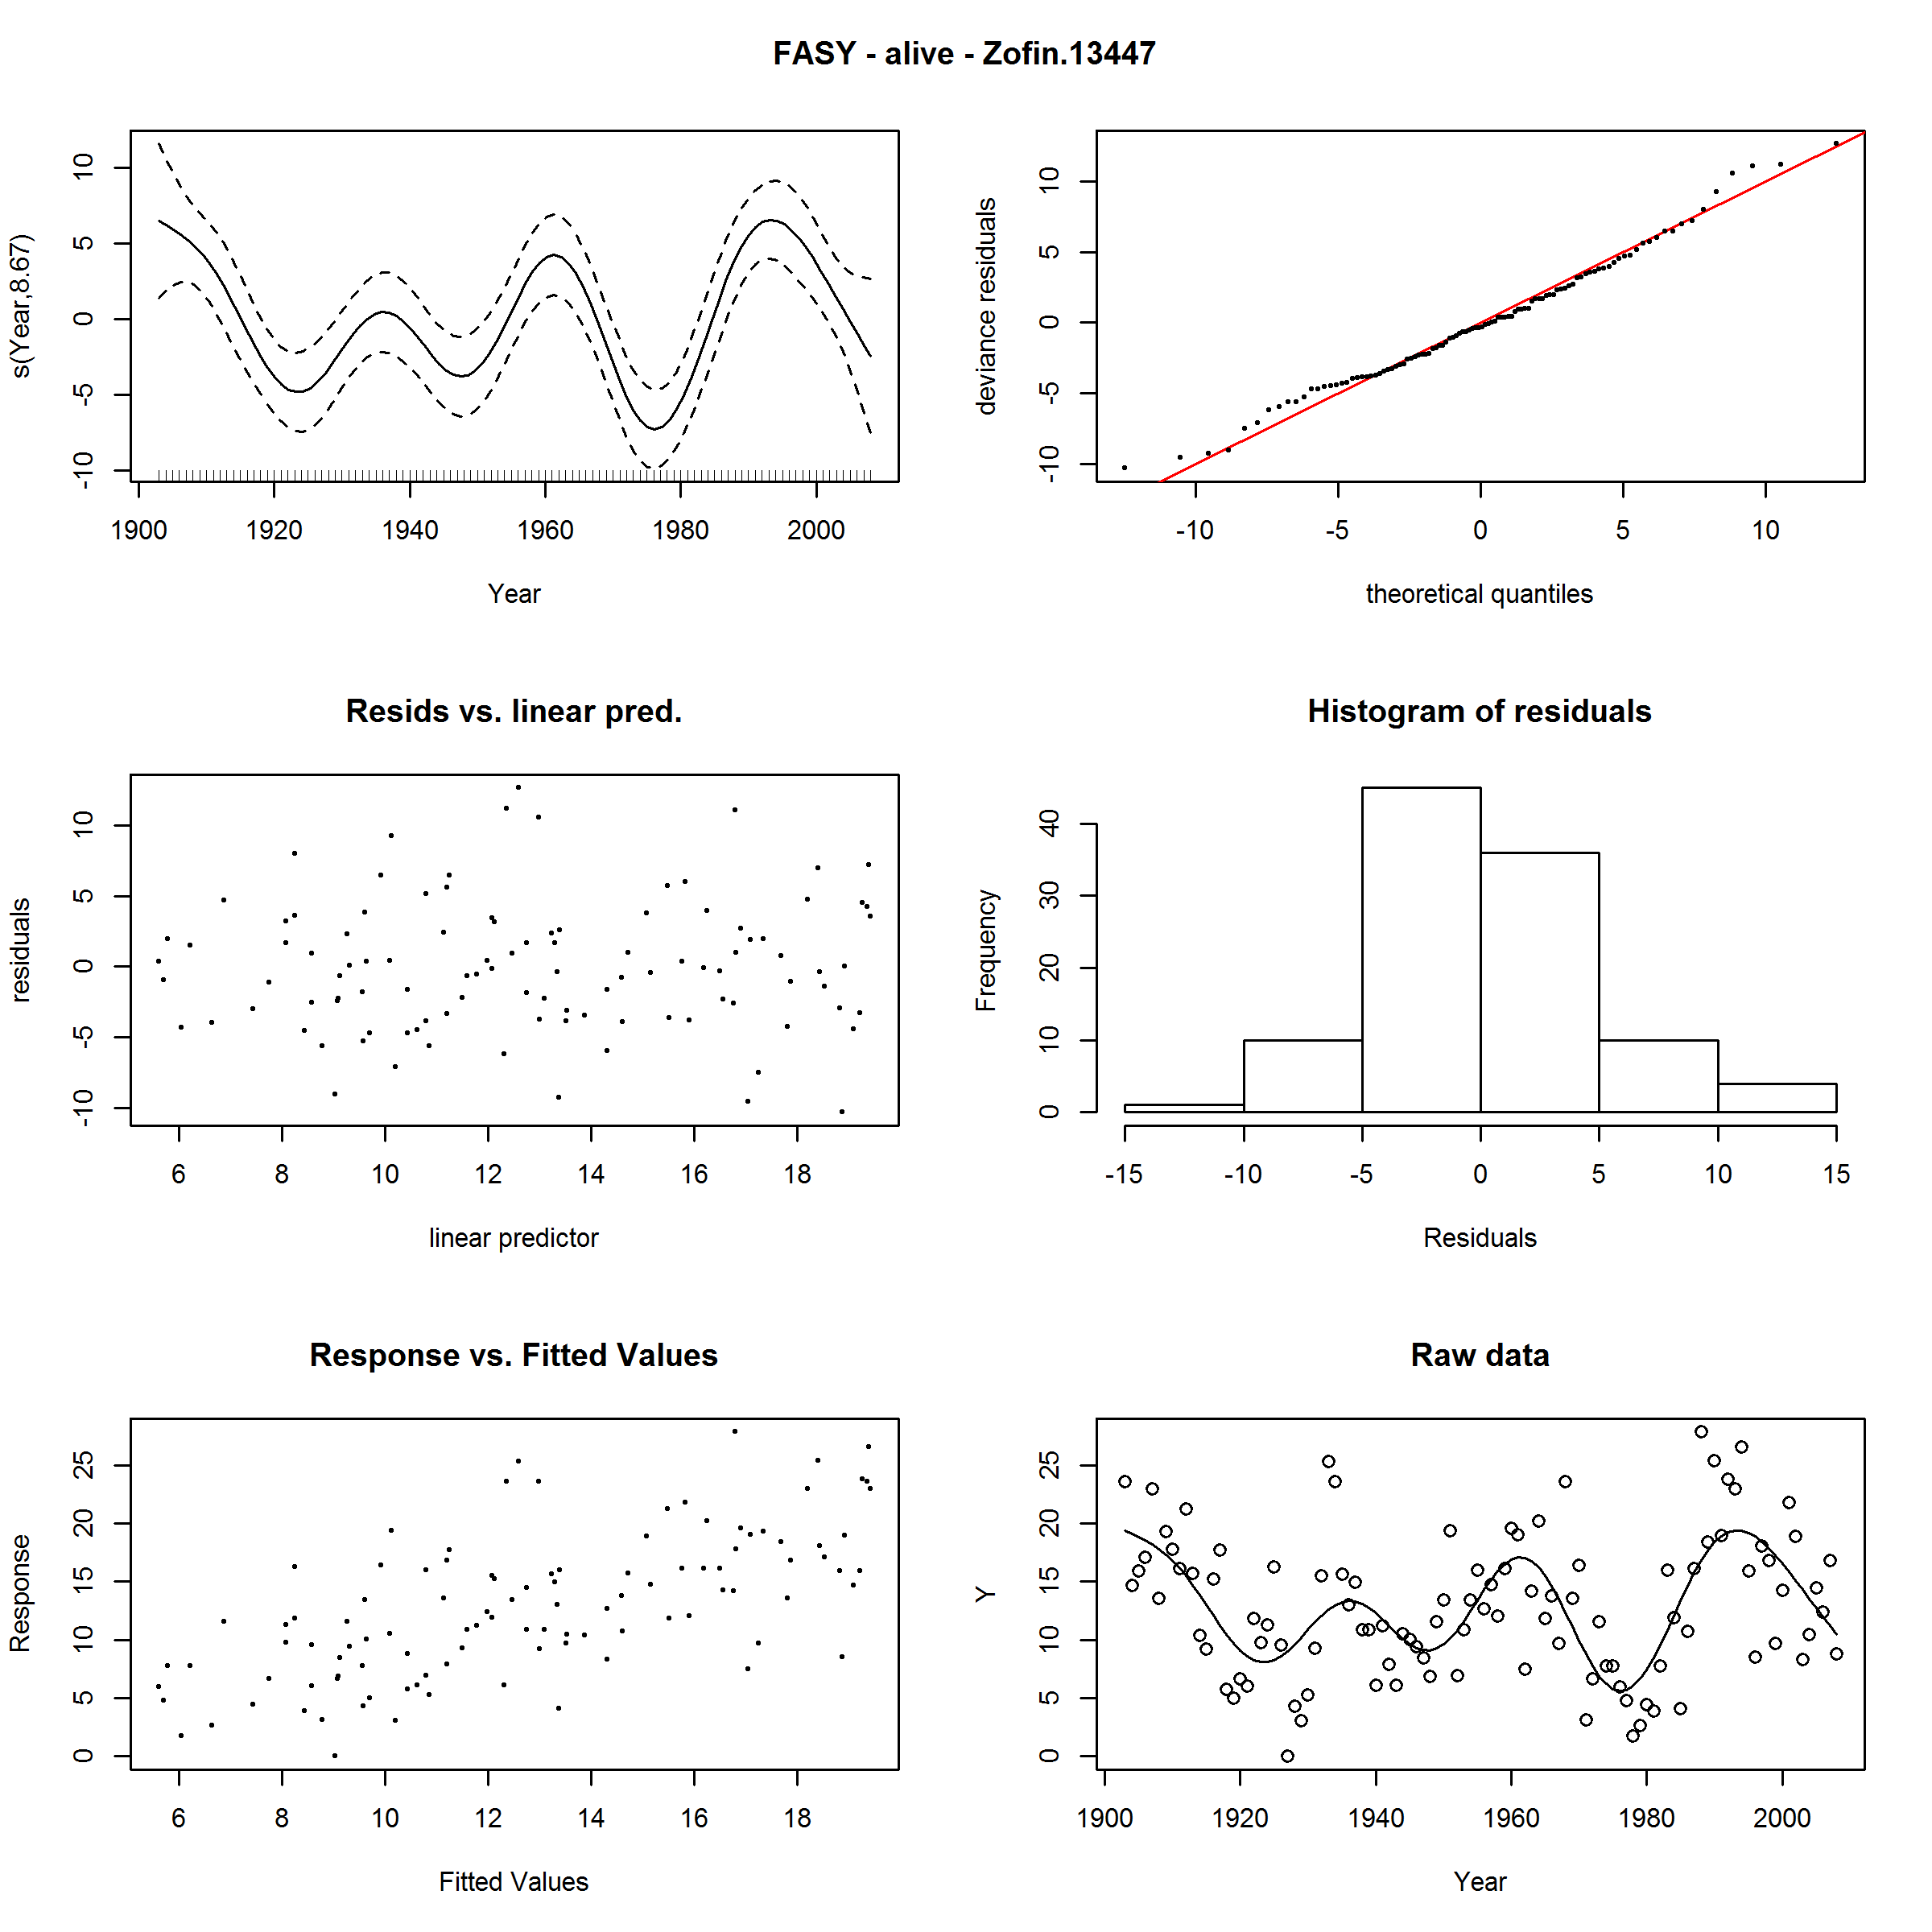 FASY - alive - Zofin.13447
s(Year,8.67)
-10 -5 0 5 10
1900 1920 1940 1960 1980 2000
Year
deviance residuals
-10 -5 0 5 10
-10 -5 0 5 10
theoretical quantiles
Resids vs. linear pred.
residuals
-10 -5 0 5 10
6 8 10 12 14 16 18
linear predictor
Histogram of residuals
Frequency
0 10 20 30 40
-15 -10 -5 0 5 10 15
Residuals
Response vs. Fitted Values
Response
0 5 10 15 20 25
6 8 10 12 14 16 18
Fitted Values
Raw data
Y
0 5 10 15 20 25
1900 1920 1940 1960 1980 2000
Year